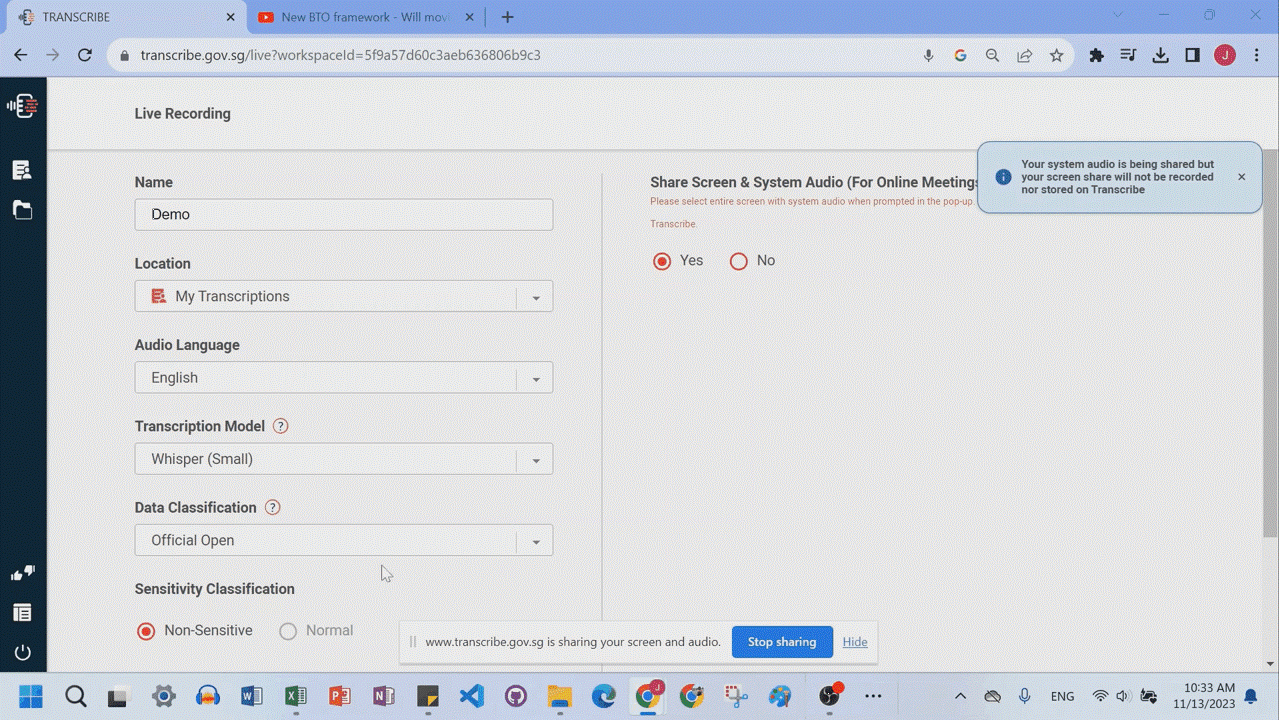 TRANSCRIBE
New BTO framework - Will movi
transcribe.gov.sg/live?workspaceId=5f9a57d60c3aeb636806b9c3
J
Live Recording
Your system audio is being shared but
your screen share will not be recorded
nor stored on Transcribe
Name
Demo
Location
My Transcriptions
Audio Language
English
Transcription Model ?
Whisper (Small)
Data Classification ?
Official Open
Sensitivity Classification
Non-Sensitive Normal
Share Screen & System Audio (For Online Meetings
Please select entire screen with system audio when prompted in the pop-up.
Transcribe.
Yes No
www.transcribe.gov.sg is sharing your screen and audio. Stop sharing Hide
ENG
10:33 AM
11/13/2023